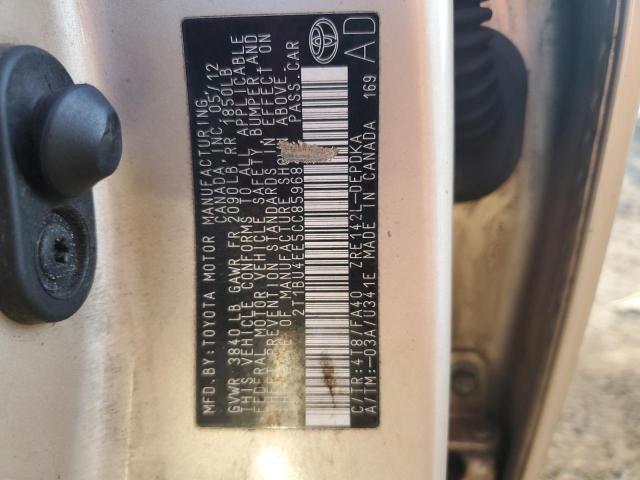 MFD.BY:TOYOTA MOTOR MANUFACTURING
CANADA, INC. 05/12
GVWR 3840LB GAWR FR 2090LB RR 1850LB
THIS VEHICLE CONFORMS TO ALL APPLICABLE
FEDERAL MOTOR VEHICLE SAFETY, BUMPER, AND
THEFT PREVENTION STANDARDS IN EFFECT ON
THE DATE OF MANUFACTURE SHOWN ABOVE.
2T1BU4EE5CC85968 PASS.CAR
C/TR:4T8/FA40 ZRE142L-DEPDKA
A/TM:-03A/U341E MADE IN CANADA 169
AD